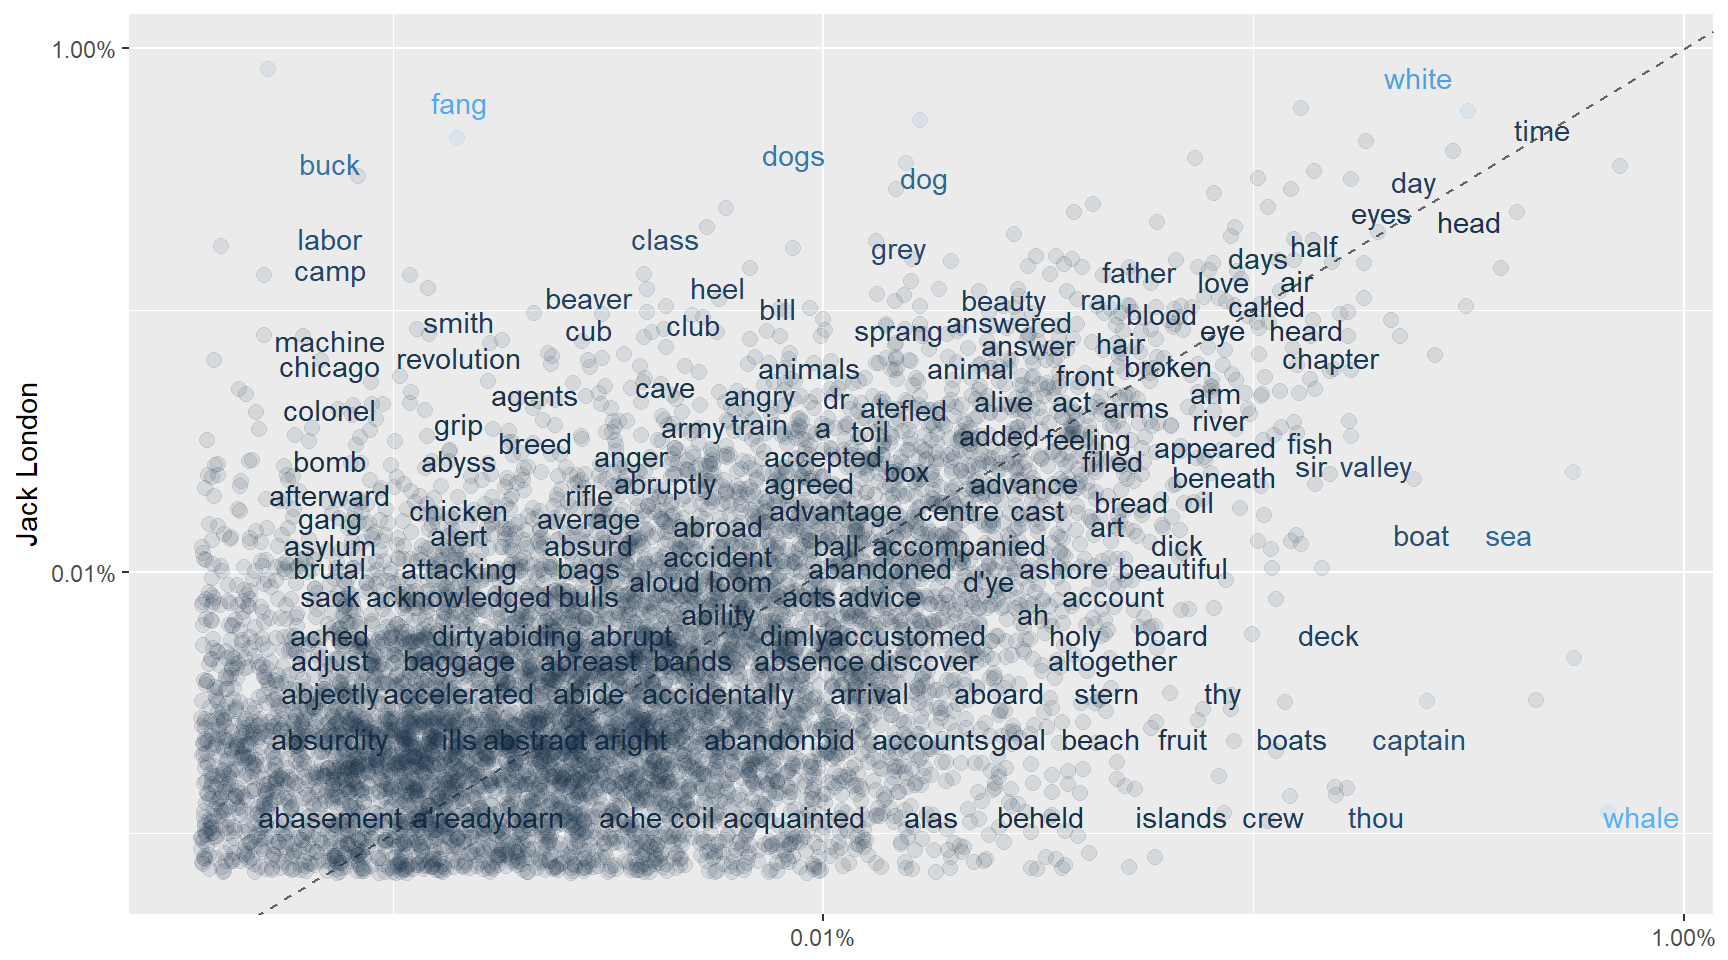 1.00%
white
fang
time
buck
dogs
dog
day
eyes
head
labor
class
grey
half
camp
father
days
love
air
heel
beaver
bill
beauty
ran
blood
called
smith
cub
club
sprang
answered
eye
heard
machine
answer
hair
chicago
revolution
animals
animal
front
broken
chapter
agents
cave
angry
dr
alive
act
arms
arm
colonel
ate
fled
river
grip
breed
army
train
a
toil
added
feeling
appeared
fish
bomb
abyss
anger
accepted
box
filled
sir
valley
afterward
rifle
abruptly
agreed
advance
beneath
gang
chicken
average
abroad
advantage
centre
cast
bread
oil
art
asylum
alert
absurd
accident
ball
accompanied
dick
boat
sea
0.01%
brutal
attacking
bags
aloud
loom
abandoned
d'ye
ashore
beautiful
sack
acknowledged
bulls
ability
acts
advice
ah
account
ached
dirty
abiding
abrupt
dimly
accustomed
holy
board
deck
adjust
baggage
abreast
bands
absence
discover
altogether
abjectly
accelerated
abide
accidentally
arrival
aboard
stern
thy
absurdity
ills
abstract
aright
abandon
bid
accounts
goal
beach
fruit
boats
captain
abasement
barn
ache
coil
acquainted
alas
beheld
islands
crew
thou
whale
0.01%
1.00%
Jack London